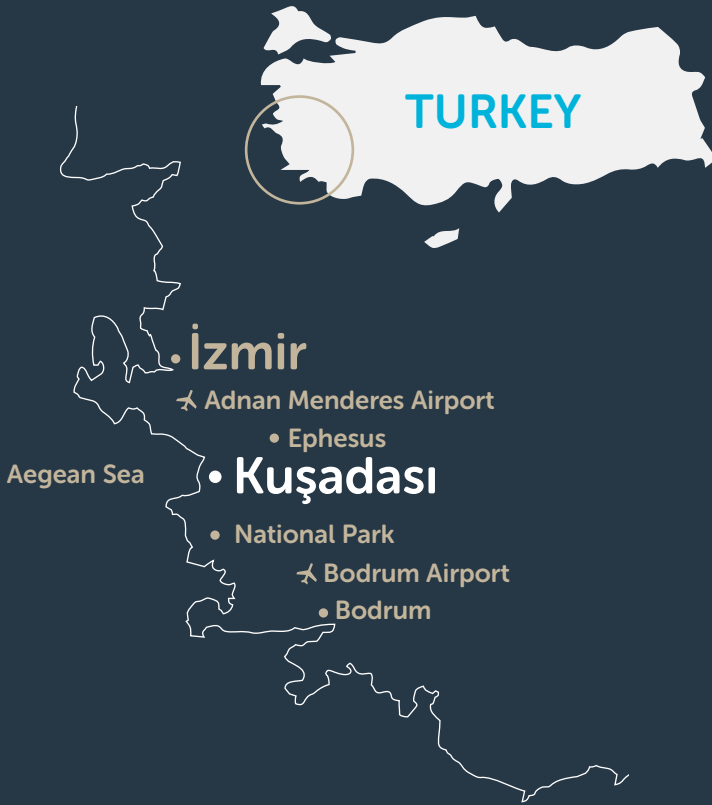 TURKEY
İzmir
Adnan Menderes Airport
Ephesus
Aegean Sea
Kuşadası
National Park
Bodrum Airport
Bodrum